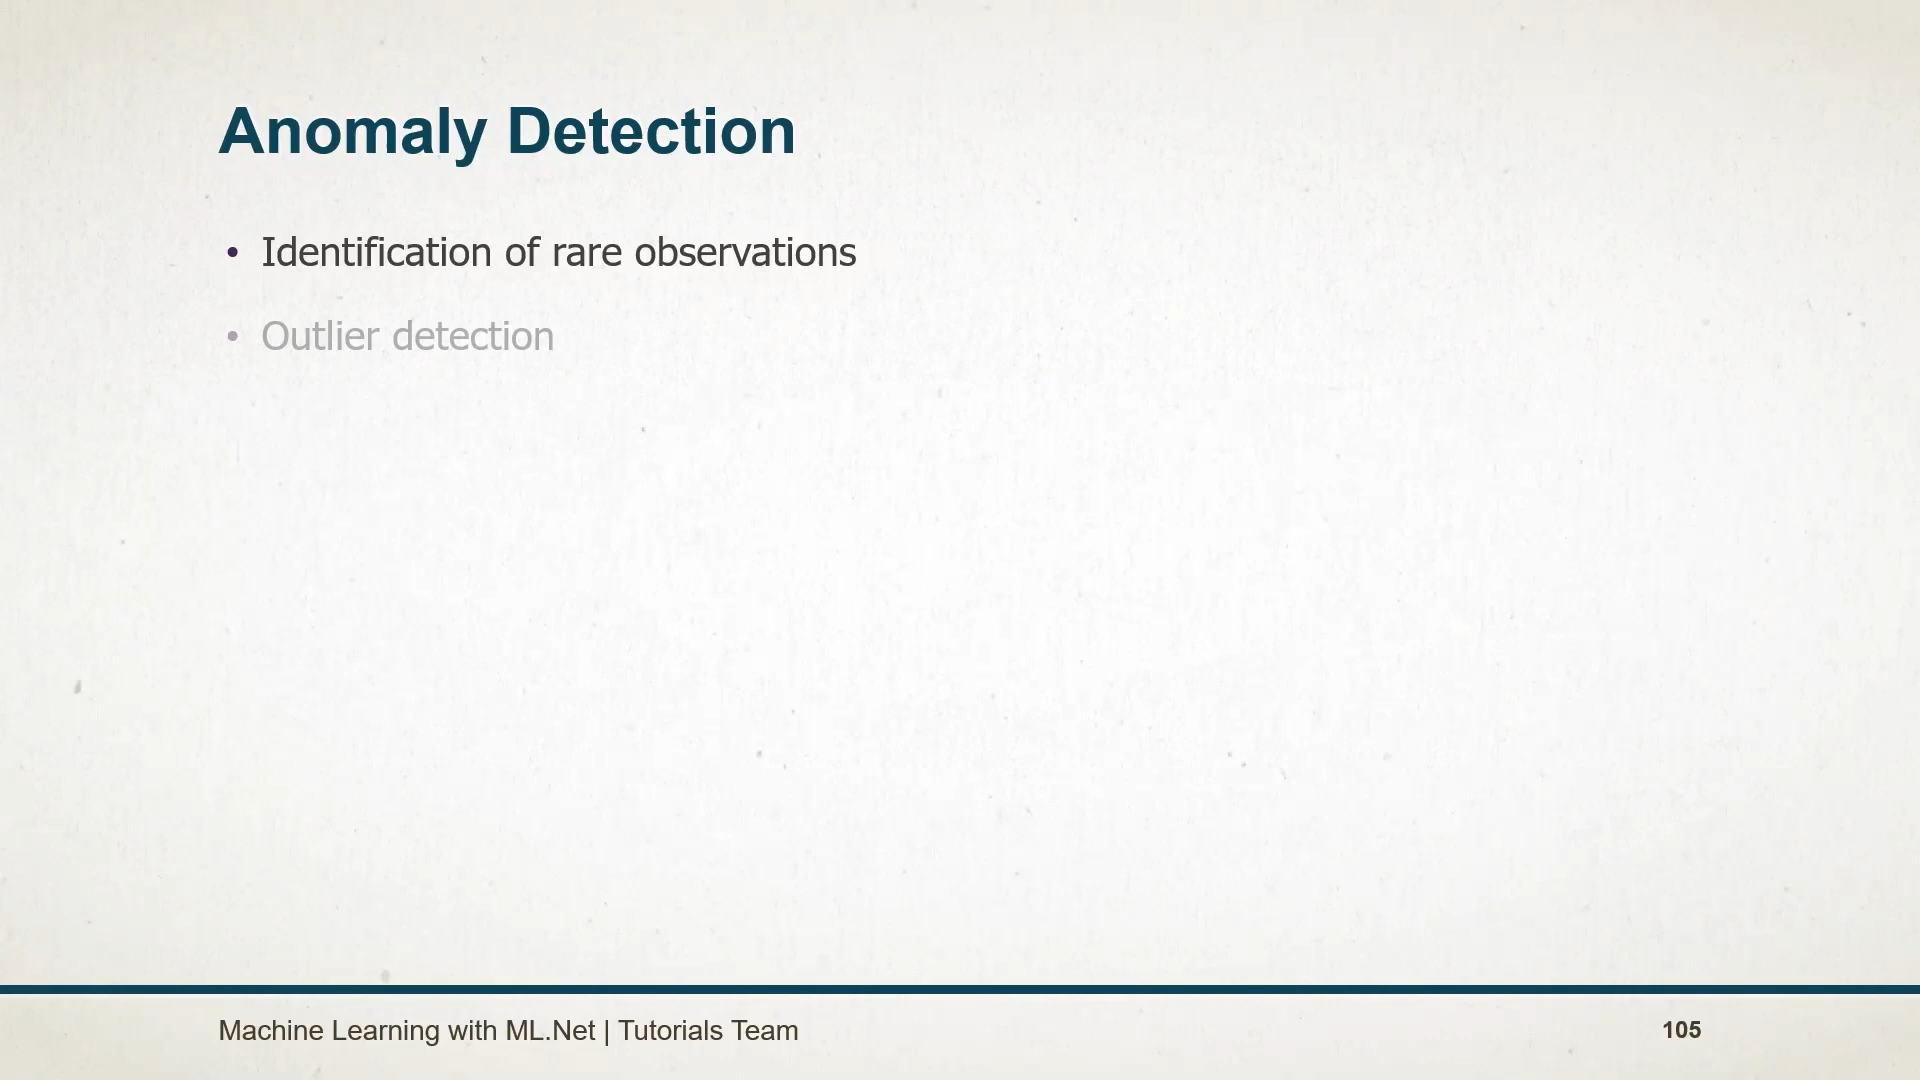 Anomaly Detection
• Identification of rare observations
• Outlier detection
Machine Learning with ML.Net | Tutorials Team
105